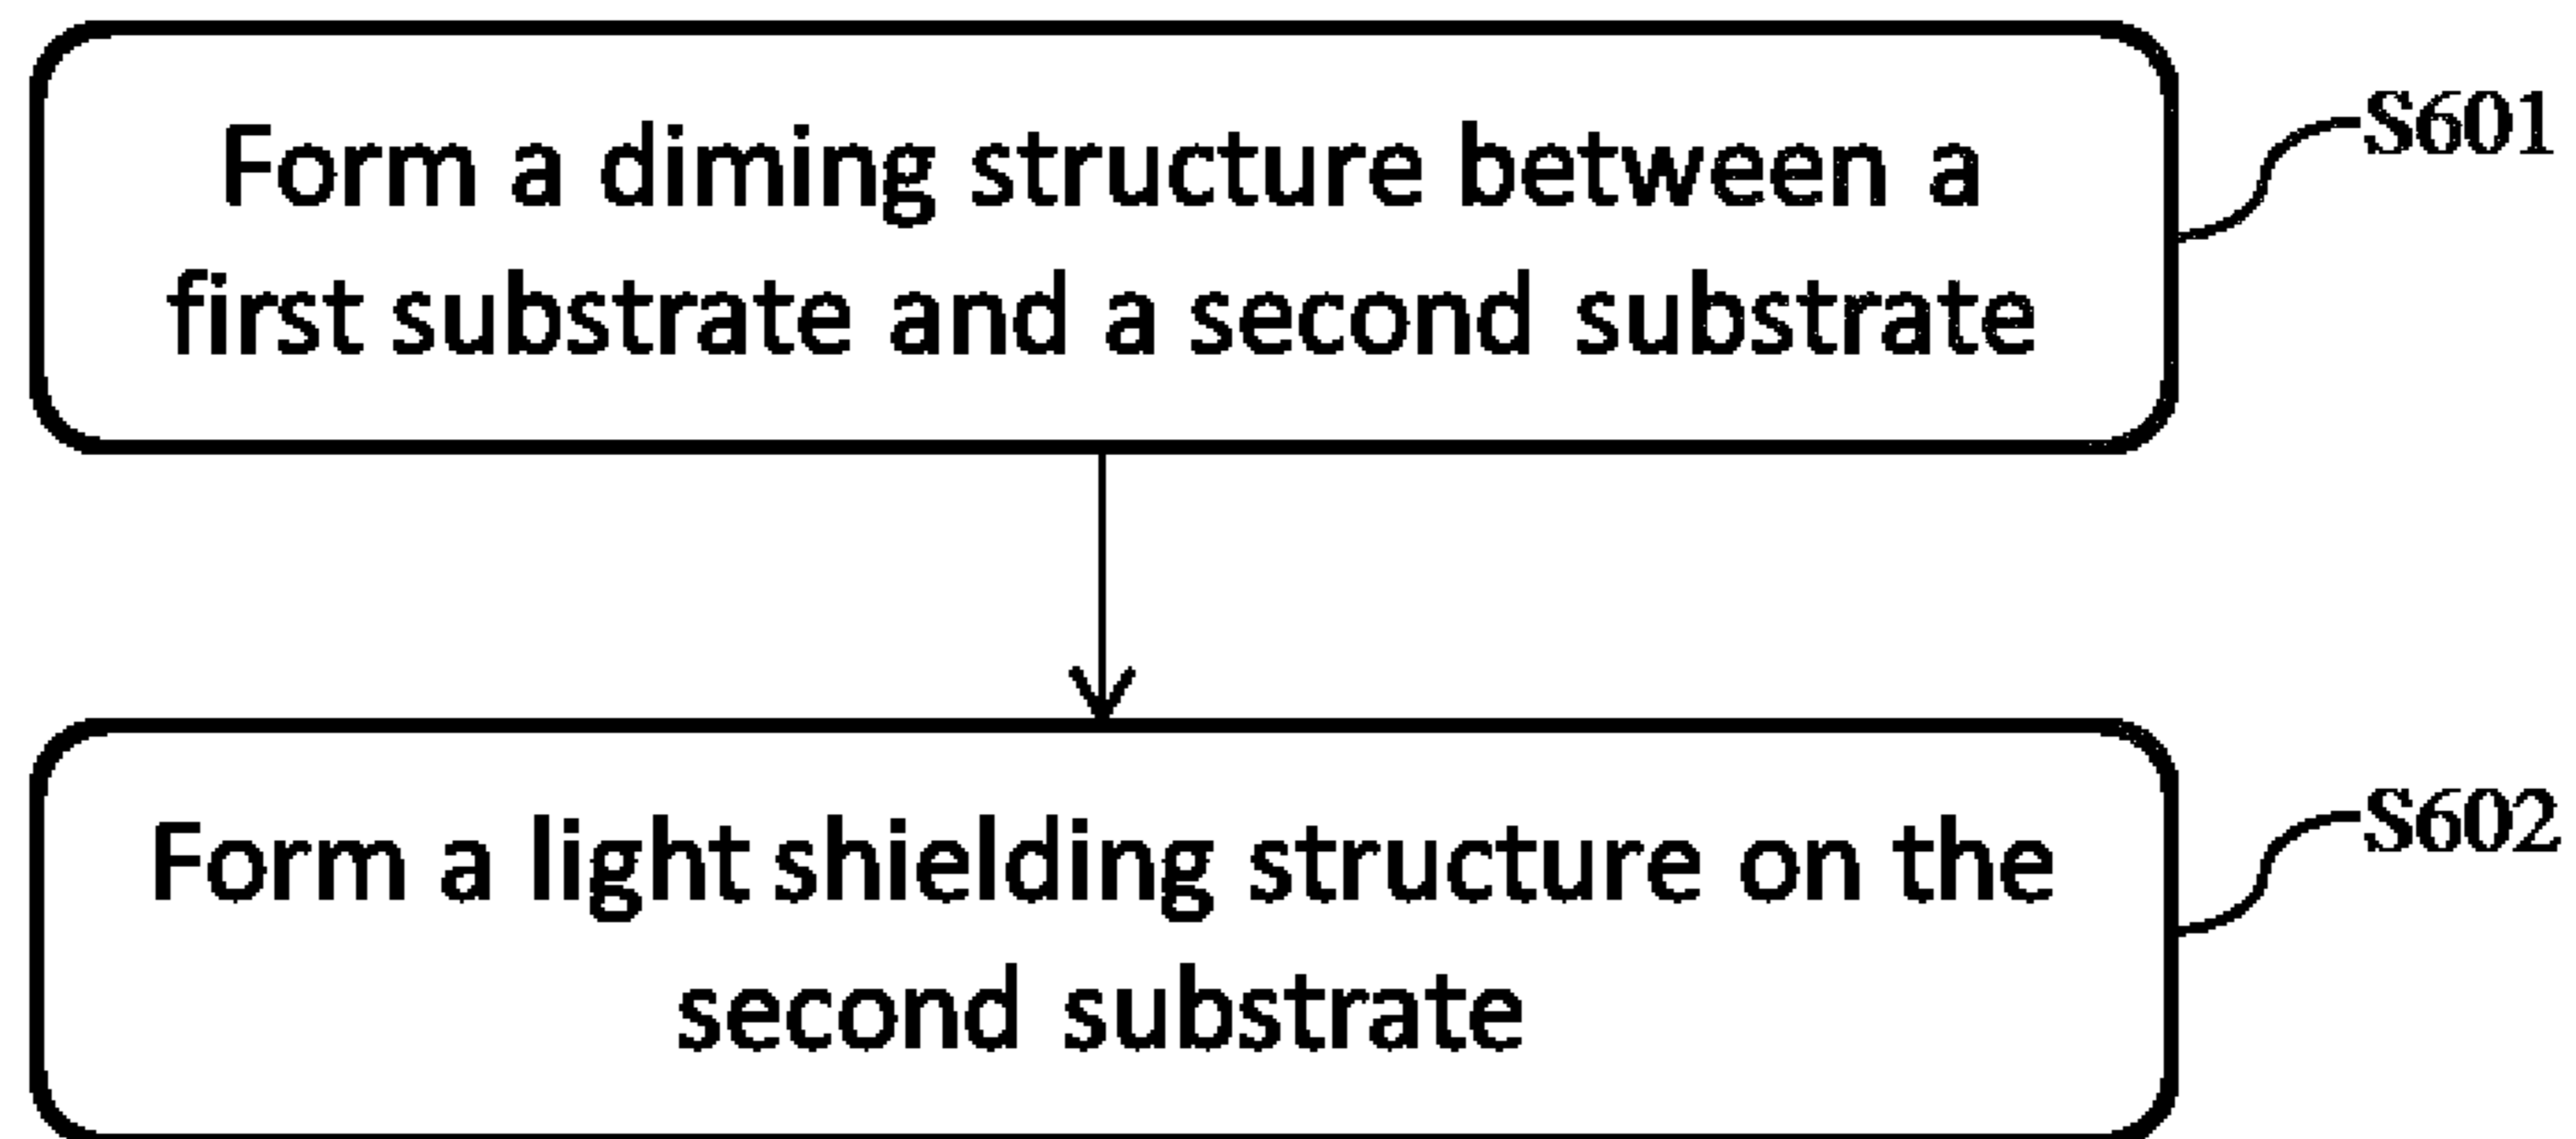 Form a diming structure between a
first substrate and a second substrate
S601
Form a light shielding structure on the
second substrate
S602